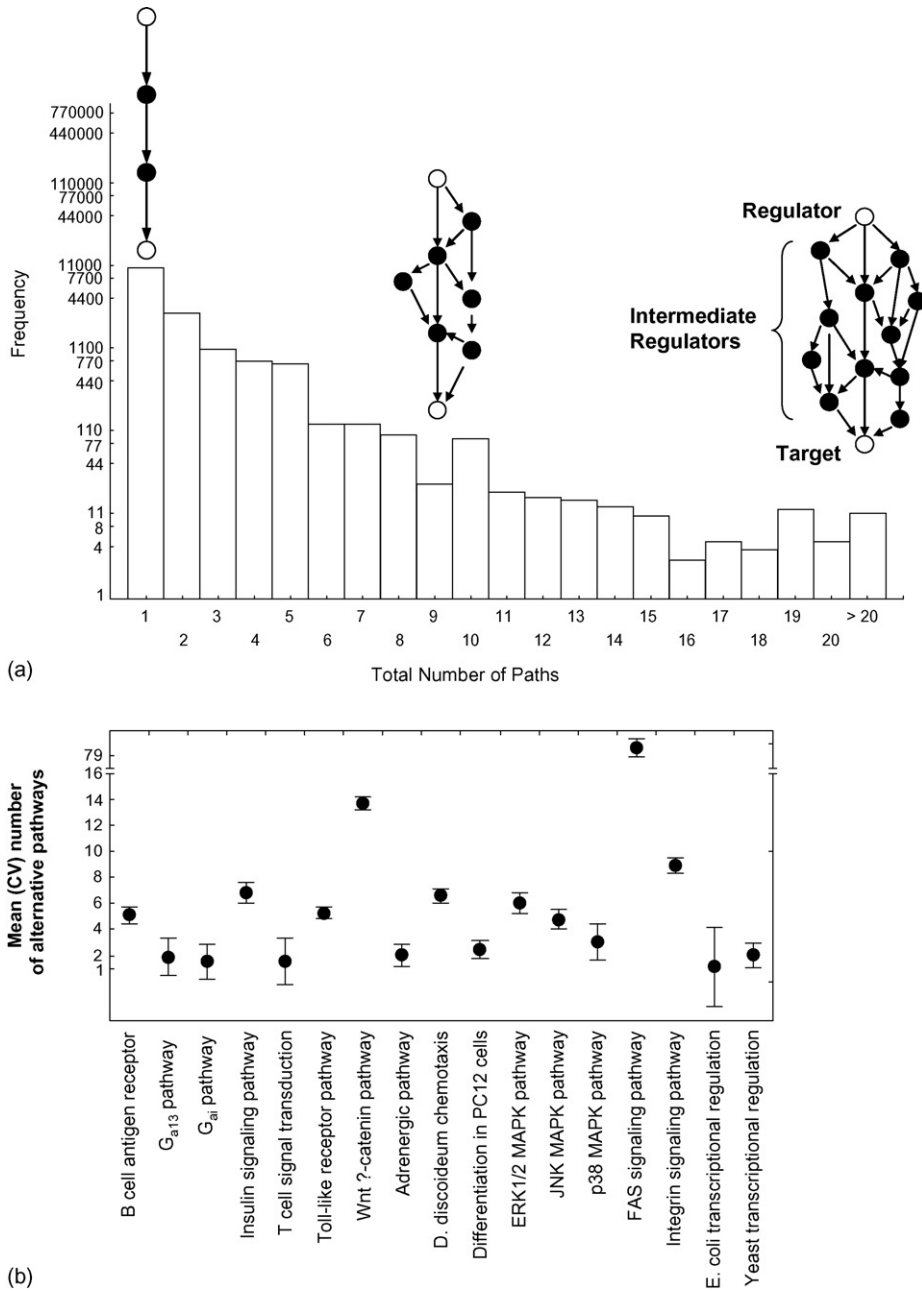 770000
440000
110000
77000
44000
11000
7700
4400
1100
770
440
110
77
44
11
8
4
1
Frequency
Regulator
Intermediate
Regulators
Target
1 3 5 7 9 11 13 15 17 19 > 20
2 4 6 8 10 12 14 16 18 20
Total Number of Paths
(a)
Mean (CV) number
of alternative pathways
79
16
14
12
10
8
6
4
2
1
B cell antigen receptor
Ga13 pathway
Gai pathway
Insulin signaling pathway
T cell signal transduction
Toll-like receptor pathway
Wnt ?-catenin pathway
Adrenergic pathway
D. discoideum chemotaxis
Differentiation in PC12 cells
ERK1/2 MAPK pathway
JNK MAPK pathway
p38 MAPK pathway
FAS signaling pathway
Integrin signaling pathway
E. coli transcriptional regulation
Yeast transcriptional regulation
(b)